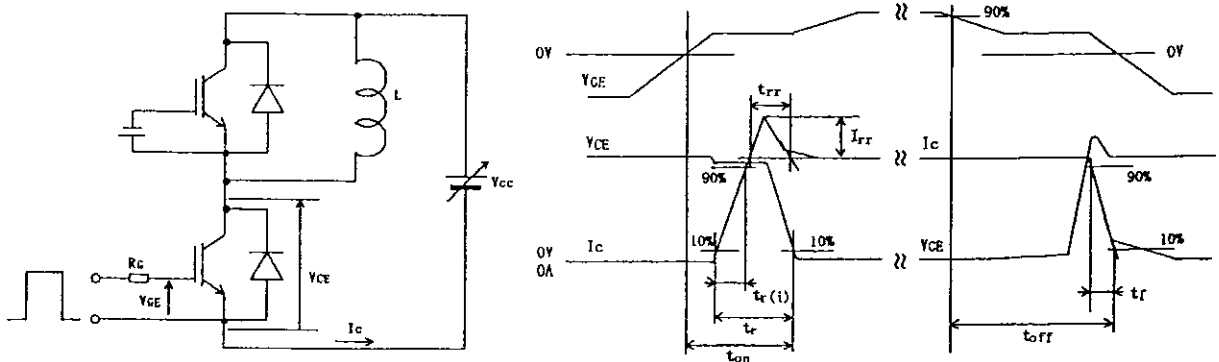 L
VCC
RG
VGE
VCE
Ic
0V
VGE
VCE
Ic
0V
0A
90%
10%
trr
Irr
10%
tr(i)
tr
ton
90%
0V
Ic
VCE
90%
10%
tf
toff